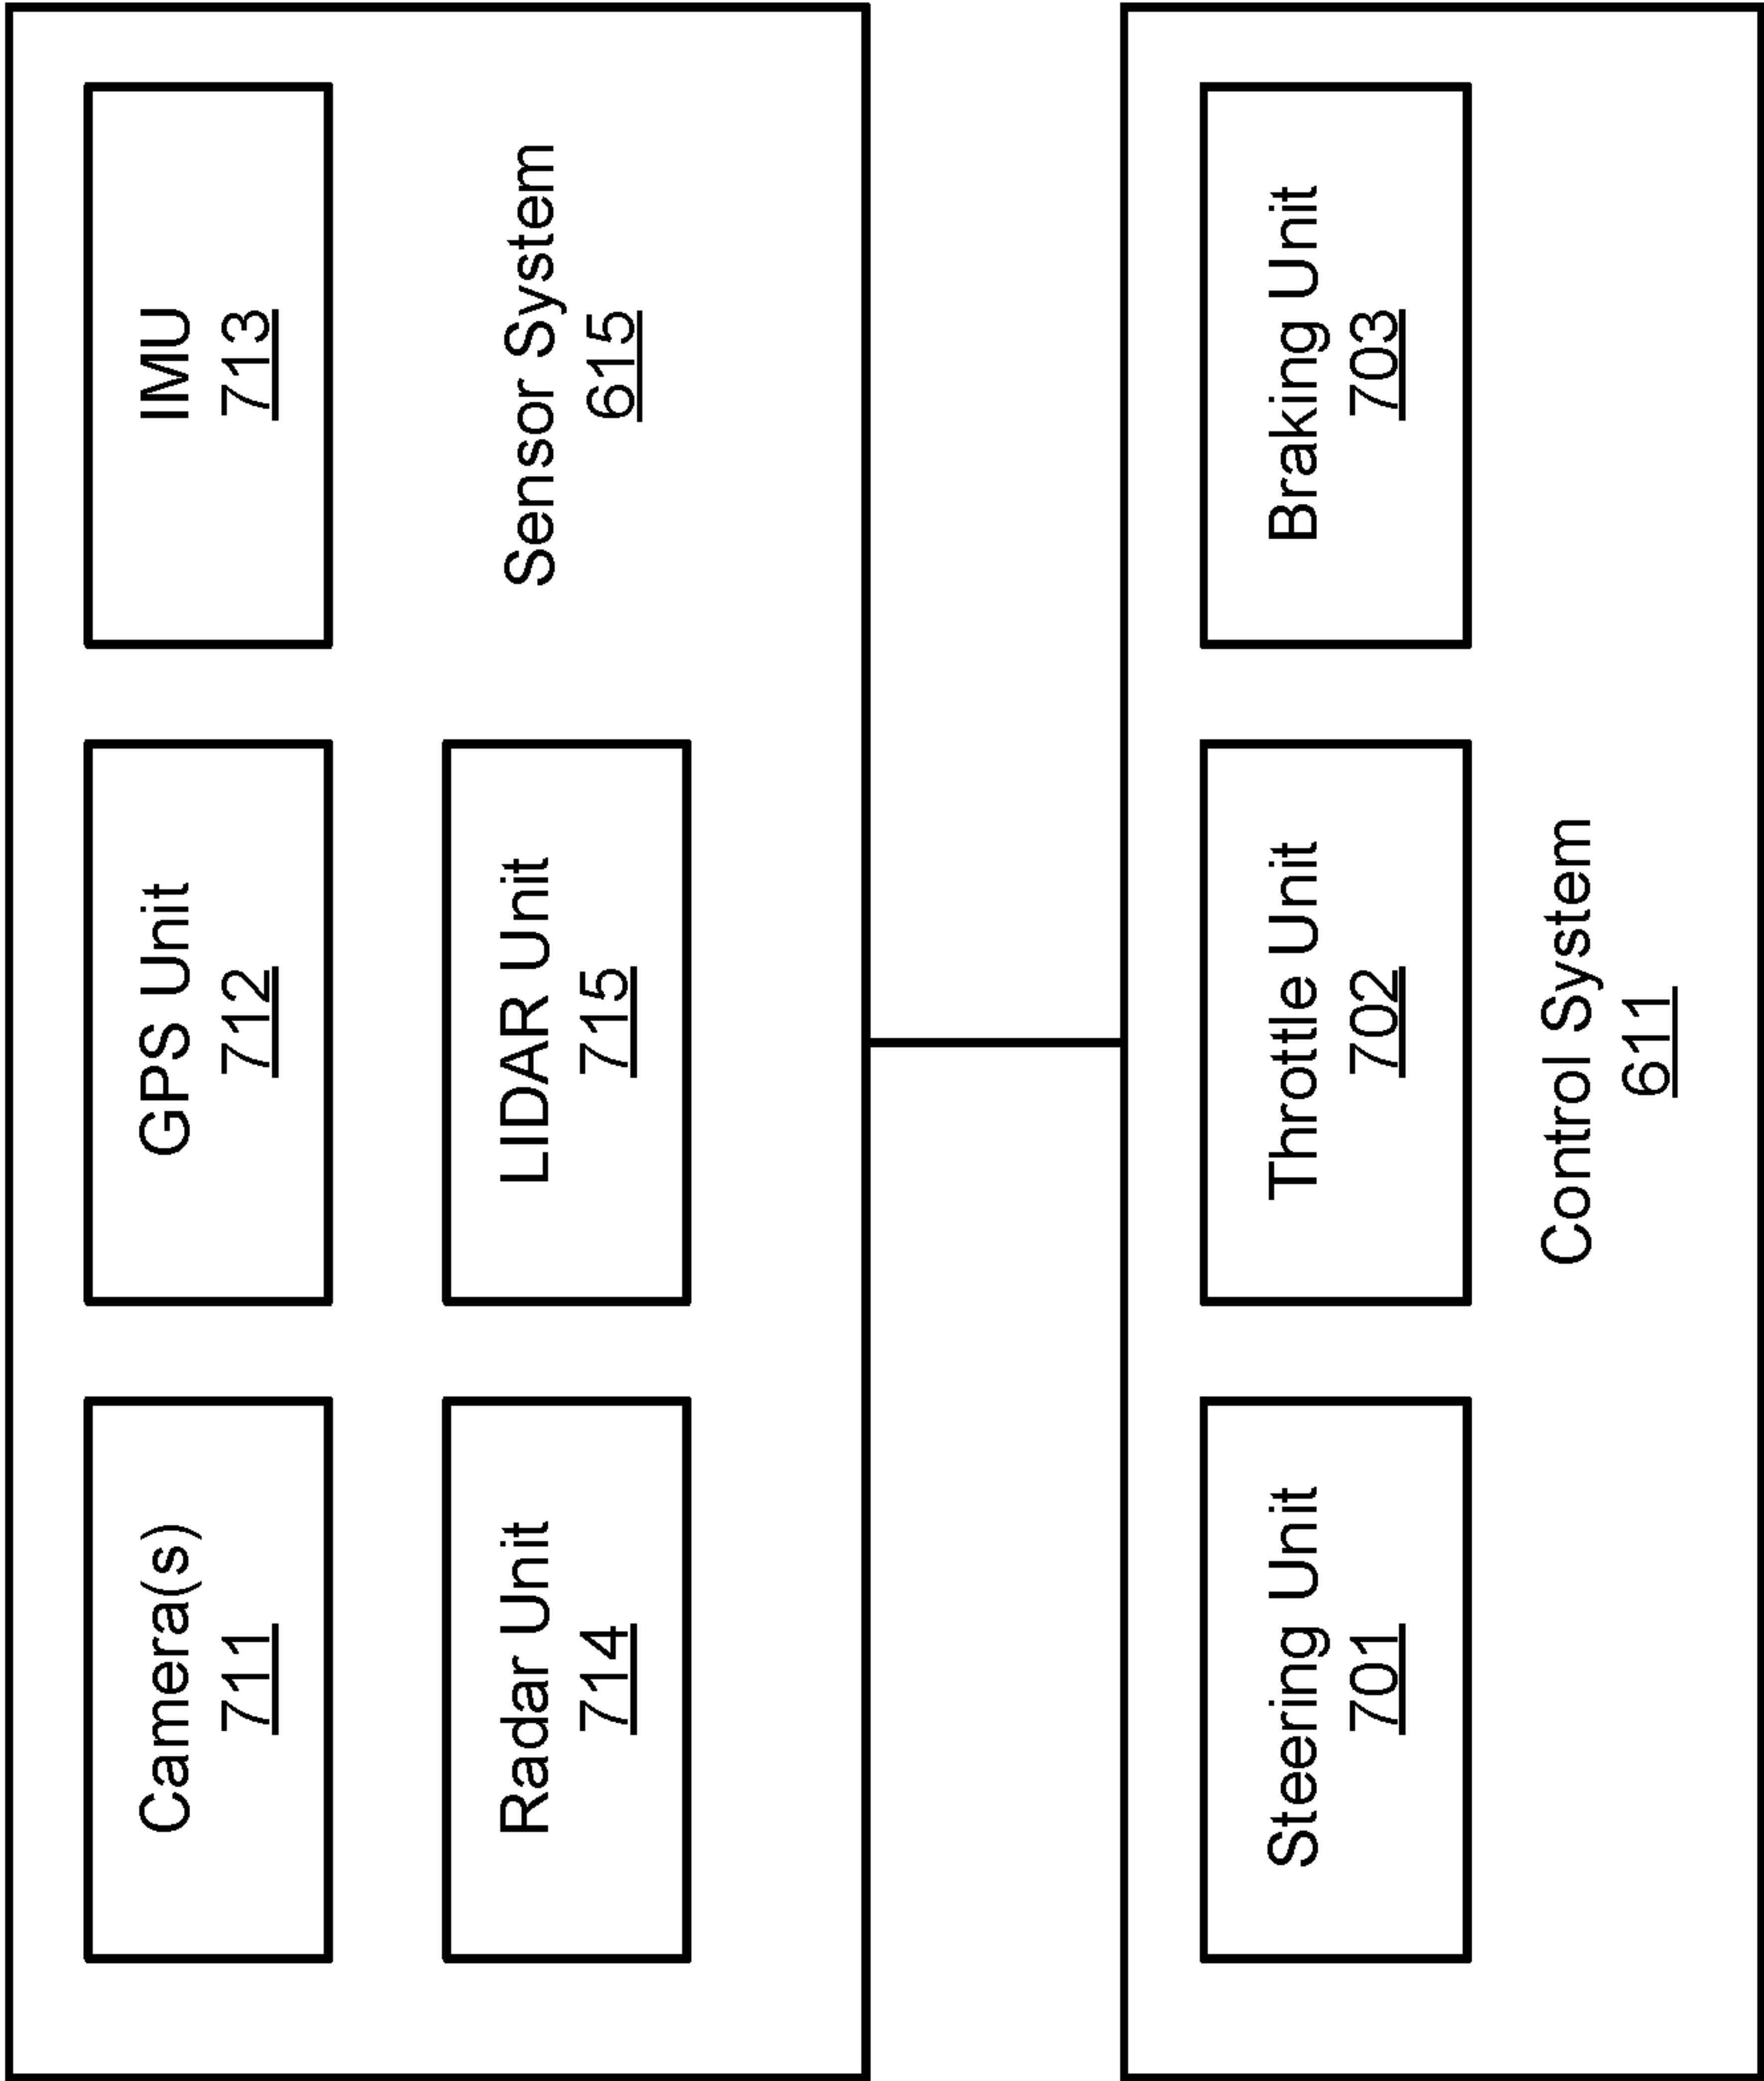 Camera(s)
711
GPS Unit
712
IMU
713
Radar Unit
714
LIDAR Unit
715
Sensor System
615
Steering Unit
701
Throttle Unit
702
Braking Unit
703
Control System
611